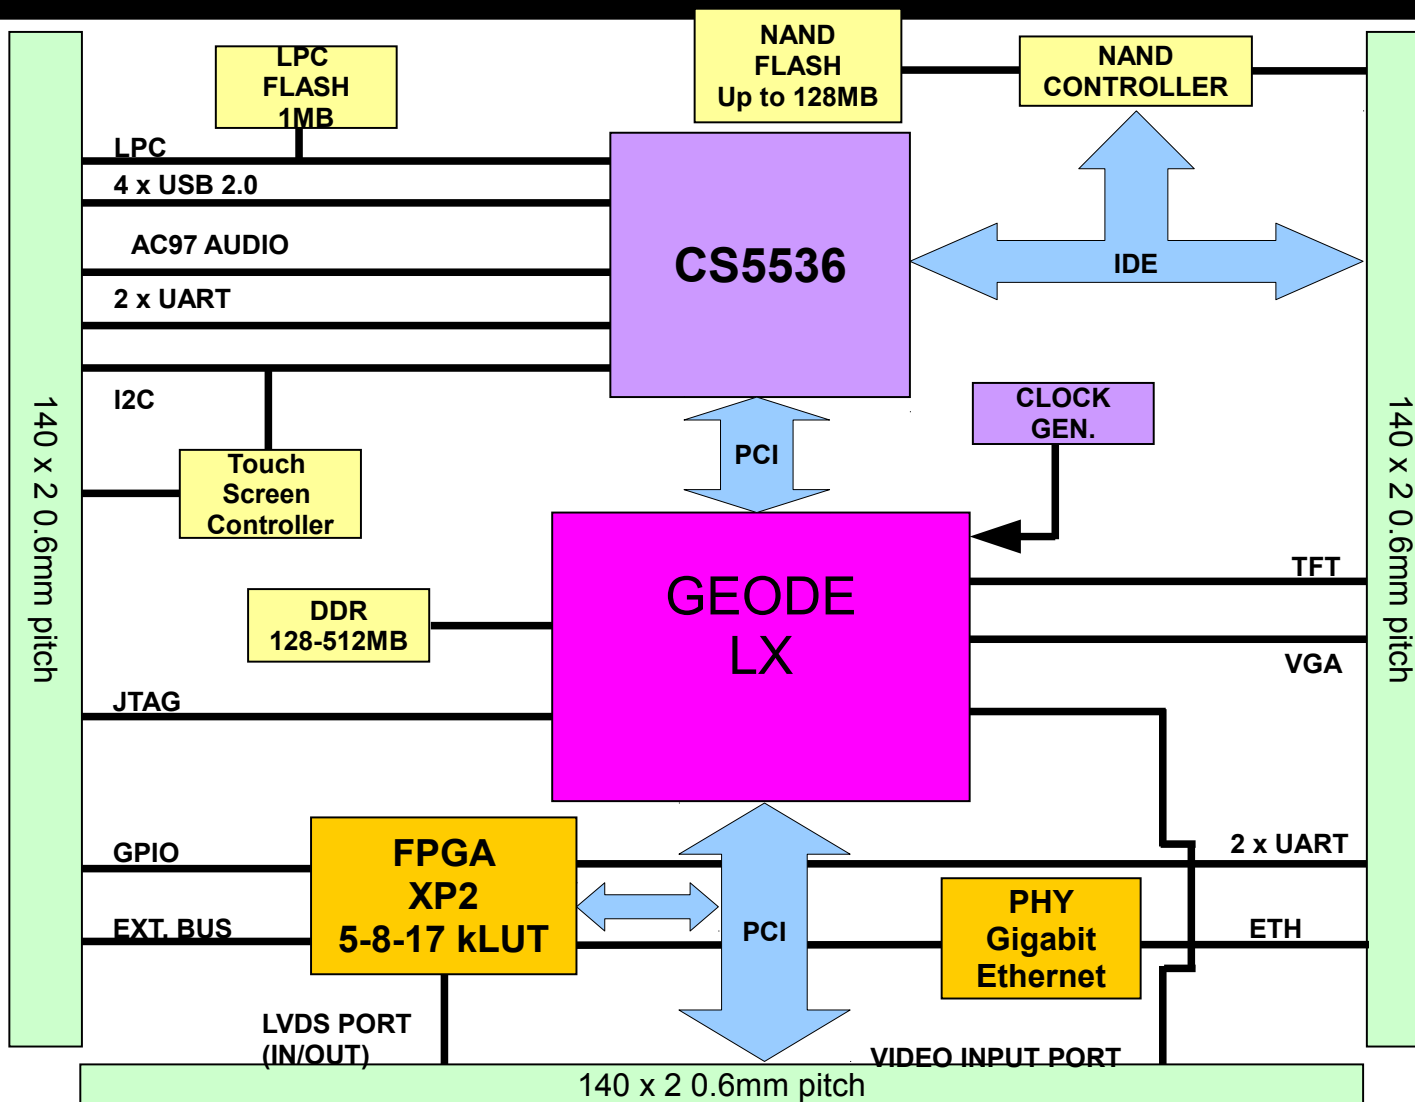 NAND
FLASH
Up to 128MB
NAND
CONTROLLER
LPC
FLASH
1MB
LPC
4 x USB 2.0
AC97 AUDIO
2 x UART
I2C
CS5536
IDE
CLOCK
GEN.
PCI
Touch
Screen
Controller
140 x 2 0.6mm pitch
140 x 2 0.6mm pitch
GEODE
LX
TFT
VGA
DDR
128-512MB
JTAG
GPIO
FPGA
XP2
5-8-17 kLUT
EXT. BUS
PCI
2 x UART
PHY
Gigabit
Ethernet
ETH
LVDS PORT
(IN/OUT)
VIDEO INPUT PORT
140 x 2 0.6mm pitch